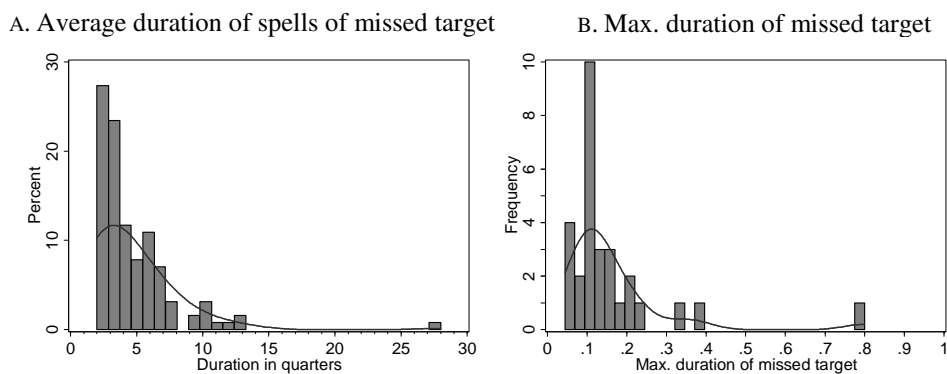 A. Average duration of spells of missed target
B. Max. duration of missed target
30
20
10
0
Percent
0 5 10 15 20 25 30
Duration in quarters
10
8
6
4
2
0
Frequency
0 .1 .2 .3 .4 .5 .6 .7 .8 .9 1
Max. duration of missed target